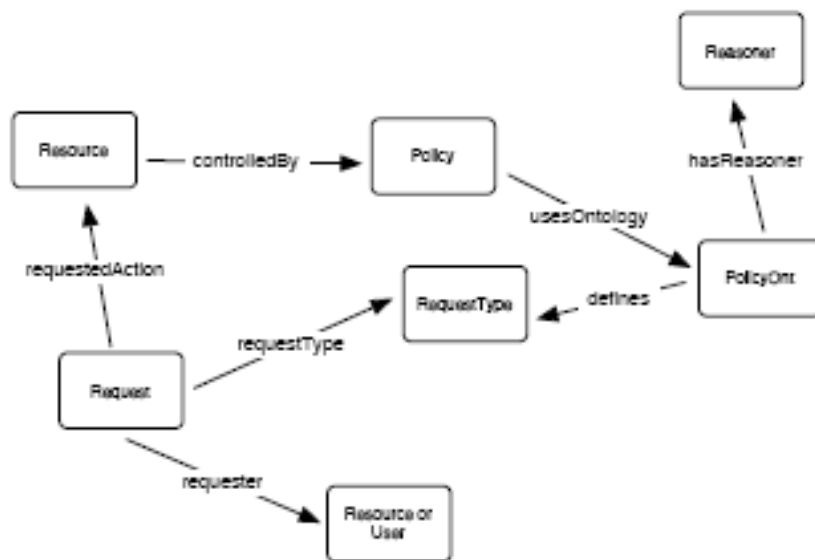 Reasoner
Resource
controlledBy
Policy
hasReasoner
usesOntology
requestedAction
RequestType
defines
PolicyOnt
requestType
Request
requester
Resource or
User